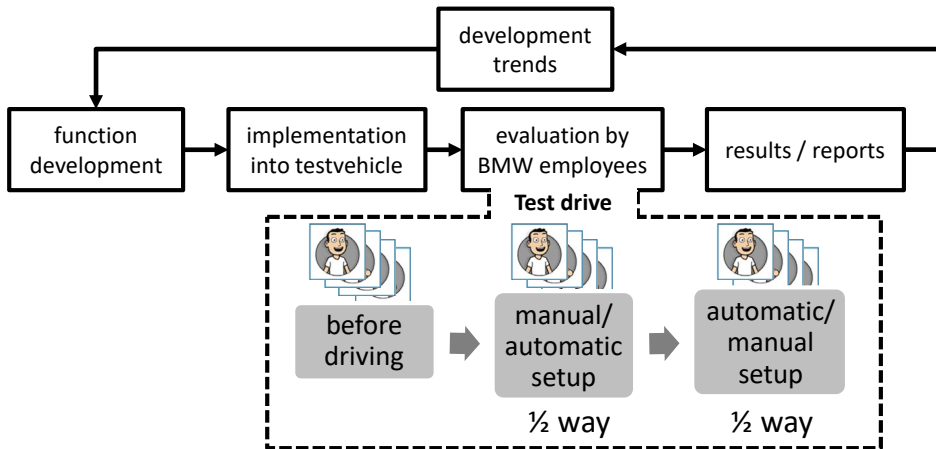 development
trends
function
development
implementation
into testvehicle
evaluation by
BMW employees
results / reports
Test drive
before
driving
manual/
automatic
setup
automatic/
manual
setup
½ way
½ way